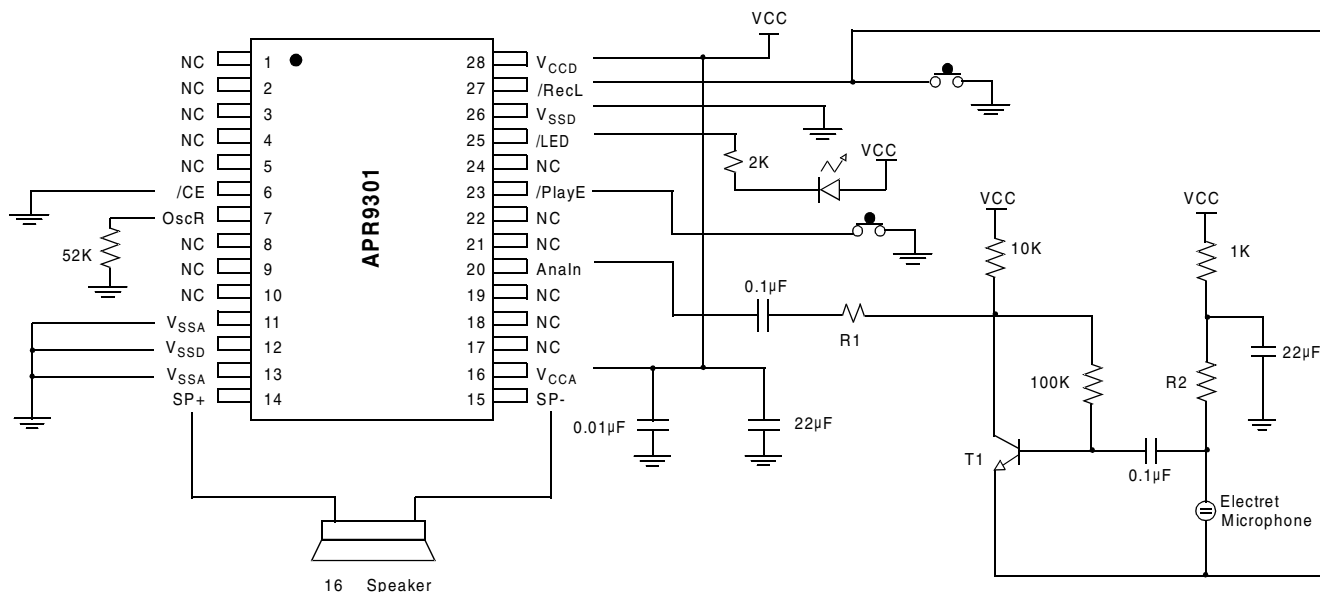 APR9301
NC 1
NC 2
NC 3
NC 4
NC 5
/CE 6
OscR 7
NC 8
NC 9
NC 10
VSSA 11
VSSD 12
VSSA 13
SP+ 14
28 VCCD
27 /RecL
26 VSSD
25 /LED
24 NC
23 /PlayE
22 NC
21 NC
20 AnaIn
19 NC
18 NC
17 NC
16 VCCA
15 SP-
52K
16 Speaker
VCC
2K
VCC
0.1µF
R1
0.01µF
22µF
VCC
10K
100K
T1
0.1µF
VCC
1K
R2
22µF
Electret
Microphone